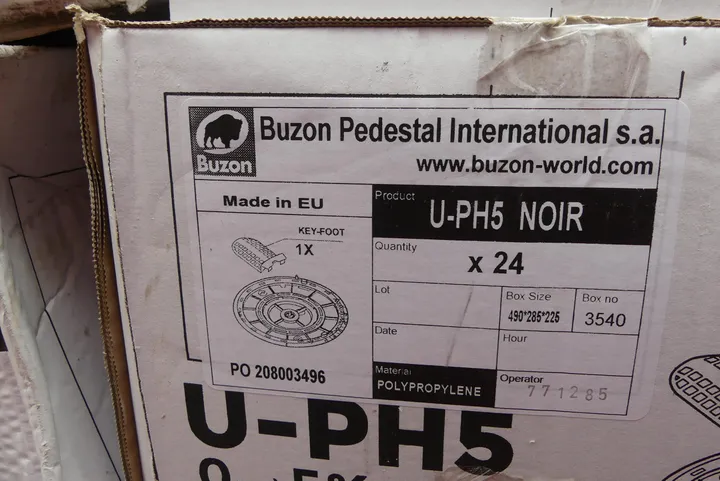 Buzon
Buzon Pedestal International s.a.
www.buzon-world.com
Made in EU
KEY-FOOT
1X
PO 208003496
Product
U-PH5 NOIR
Quantity
x 24
Lot
Box Size
490*285*225
Box no
3540
Date
Hour
Material
POLYPROPYLENE
Operator
771285
U-PH5